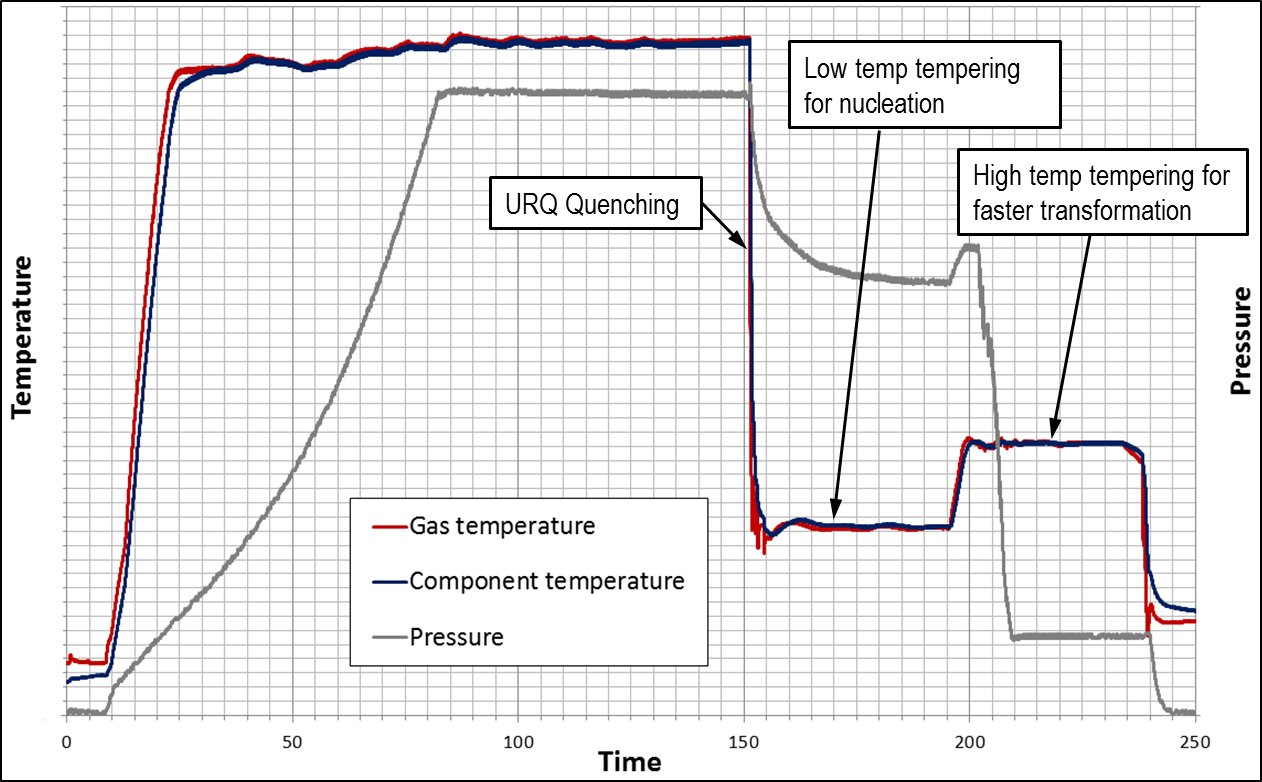 Low temp tempering
for nucleation
High temp tempering for
faster transformation
URQ Quenching
Temperature
Pressure
Gas temperature
Component temperature
Pressure
0
50
100
150
200
250
Time